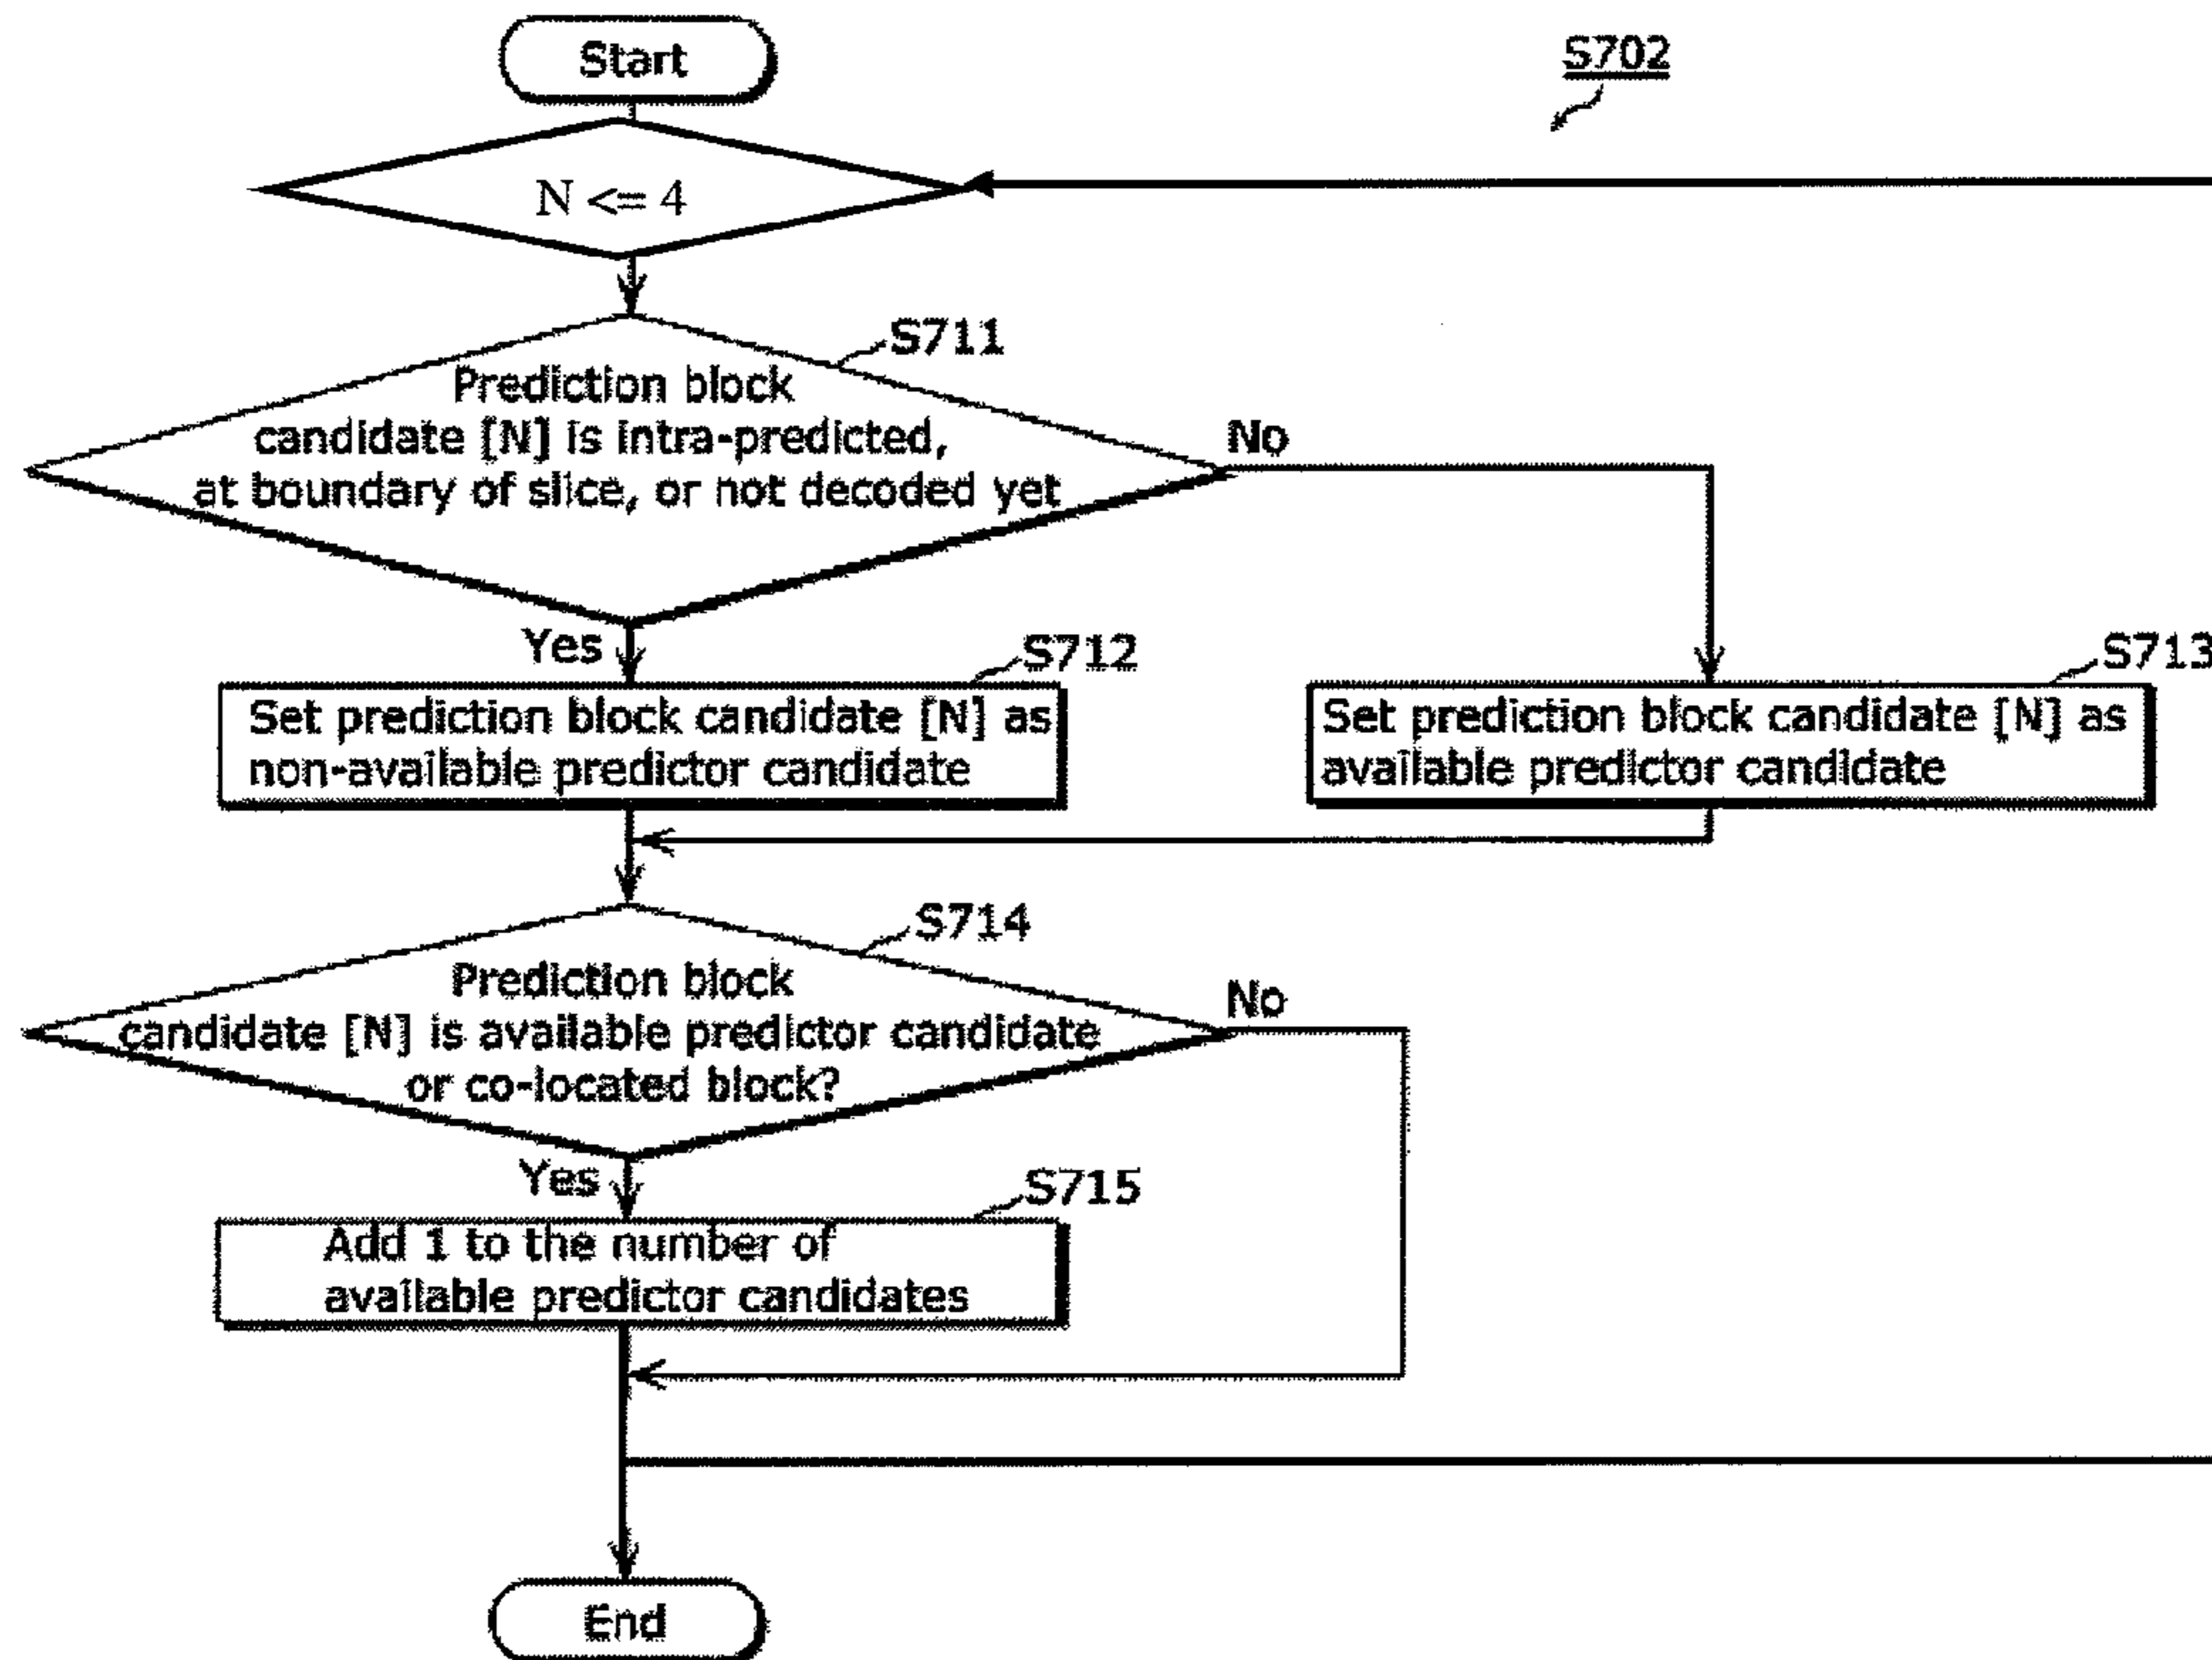 Start
S702
N <= 4
S711
Prediction block
candidate [N] is intra-predicted,
at boundary of slice, or not decoded yet
No
Yes
S712
S713
Set prediction block candidate [N] as
non-available predictor candidate
Set prediction block candidate [N] as
available predictor candidate
S714
Prediction block
candidate [N] is available predictor candidate
or co-located block?
No
Yes
S715
Add 1 to the number of
available predictor candidates
End